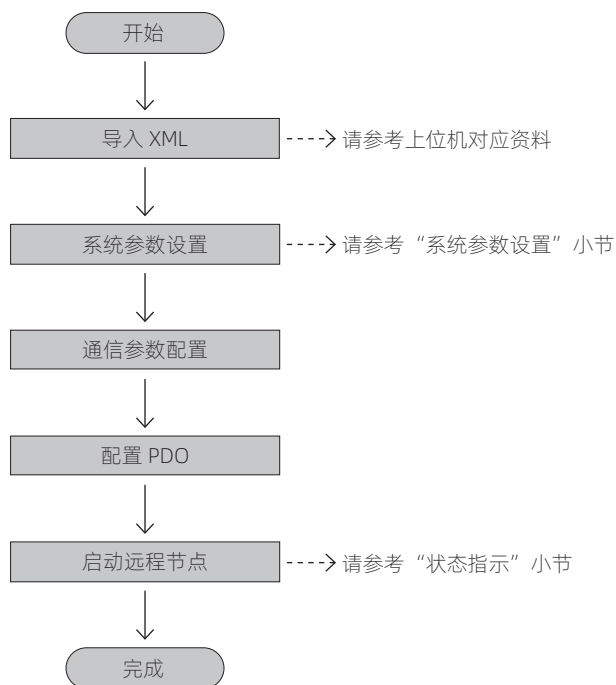 开始
导入 XML
请参考上位机对应资料
系统参数设置
请参考“系统参数设置”小节
通信参数配置
配置 PDO
启动远程节点
请参考“状态指示”小节
完成